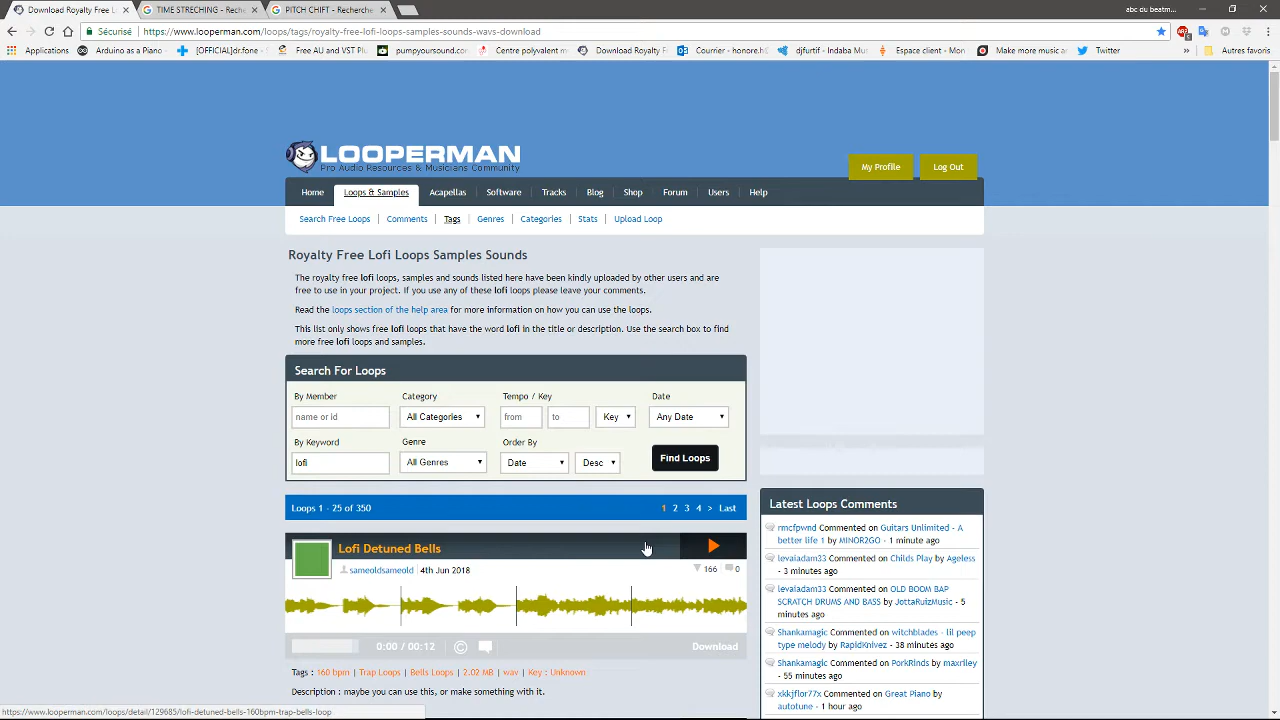 Download Royalty Free L
TIME STRECHING - Reche
PITCH CHIFT - Recherche
abc du beatm...
Sécurisé
https://www.looperman.com/loops/tags/royalty-free-lofi-loops-samples-sounds-wavs-download
Applications
Arduino as a Piano
[OFFICIEL]dr.fone
Free AU and VST Plu
pumpyourso​und.com
Centre polyvalent m
Download Royalty F
Courrier - honore.h
djfurtif - Indaba Mu
Espace client - Mon
Make more music a
Twitter
»
Autres favoris
LOOPERMAN
Pro Audio Resources & Musicians Community
My Profile
Log Out
Home
Loops & Samples
Acapellas
Software
Tracks
Blog
Shop
Forum
Users
Help
Search Free Loops
Comments
Tags
Genres
Categories
Stats
Upload Loop
Royalty Free Lofi Loops Samples Sounds
The royalty free lofi loops, samples and sounds listed here have been kindly uploaded by other users and are
free to use in your project. If you use any of these lofi loops please leave your comments.
Read the loops section of the help area for more information on how you can use the loops.
This list only shows free lofi loops that have the word lofi in the title or description. Use the search box to find
more free lofi loops and samples.
Search For Loops
By Member
Category
Tempo / Key
Date
name or id
All Categories
from
to
Key
Any Date
By Keyword
Genre
Order By
lofi
All Genres
Date
Desc
Find Loops
Loops 1 - 25 of 350
1 2 3 4 > Last
Lofi Detuned Bells
sameoldsameold 4th Jun 2018
166
0
0:00 / 00:12
Download
Tags : 160 bpm | Trap Loops | Bells Loops | 2.02 MB | wav | Key : Unknown
Description : maybe you can use this, or make something with it.
Latest Loops Comments
rmcfpwnd Commented on Guitars Unlimited - A
better life 1 by MINOR2GO - 1 minute ago
levaiadam33 Commented on Childs Play by Ageless
- 3 minutes ago
levaiadam33 Commented on OLD BOOM BAP
SCRATCH DRUMS AND BASS by JottaRuizMusic - 5
minutes ago
Shankamagic Commented on witchblades - lil peep
type melody by RapidKnivez - 38 minutes ago
Shankamagic Commented on PorkRinds by maxriley
- 55 minutes ago
xkkjflor77x Commented on Great Piano by
autotune - 1 hour ago
https://www.looperman.com/loops/detail/129685/lofi-detuned-bells-160bpm-trap-bells-loop